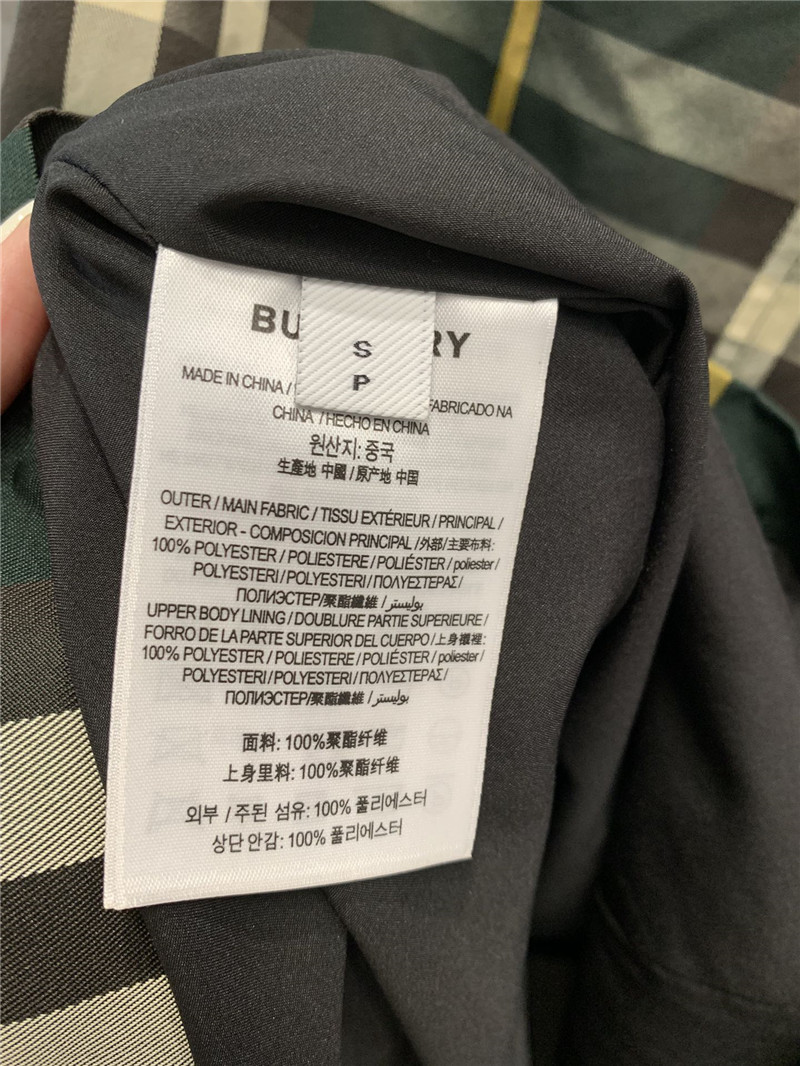 BU RY
S
P
MADE IN CHINA / FABRICADO NA
CHINA / HECHO EN CHINA
원산지: 중국
生產地 中國 / 原产地 中国
OUTER / MAIN FABRIC / TISSU EXTÉRIEUR / PRINCIPAL /
EXTERIOR - COMPOSICION PRINCIPAL /外部/主要布料:
100% POLYESTER / POLIESTERE / POLIÉSTER / poliester /
POLYESTERI / POLYESTERI / ΠΟΛΥΕΣΤΕΡΑΣ/
ПОЛИЭСТЕР/聚酯纖維 /بوليستر/
UPPER BODY LINING / DOUBLURE PARTIE SUPERIEURE /
FORRO DE LA PARTE SUPERIOR DEL CUERPO /上身襯裡:
100% POLYESTER / POLIESTERE / POLIÉSTER / poliester /
POLYESTERI / POLYESTERI / ΠΟΛΥΕΣΤΕΡΑΣ/
ПОЛИЭСТЕР/聚酯纖維 /بوليستر/
面料: 100%聚酯纤维
上身里料: 100%聚酯纤维
외부 / 주된 섬유: 100% 폴리에스터
상단 안감: 100% 폴리에스터